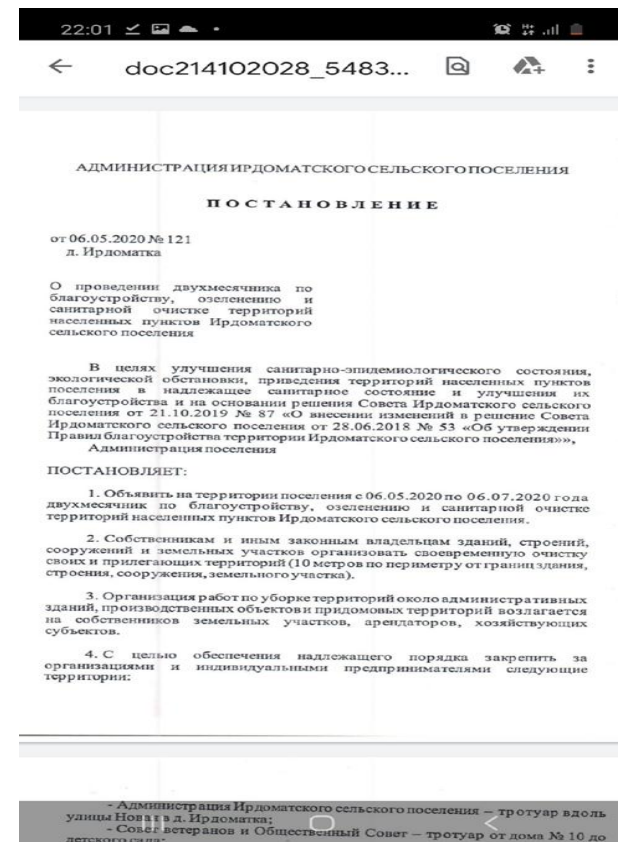 22:01
doc214102028_5483...
АДМИНИСТРАЦИЯ ИРДОМАТСКОГО СЕЛЬСКОГО ПОСЕЛЕНИЯ
ПОСТАНОВЛЕНИЕ
от 06.05.2020 № 121
д. Ирдоматка
О проведении двухмесячника по
благоустройству, озеленению и
санитарной очистке территорий
населенных пунктов Ирдоматского
сельского поселения
В целях улучшения санитарно-эпидемиологического состояния,
экологической обстановки, приведения территорий населенных пунктов
поселения в надлежащее санитарное состояние и улучшения их
благоустройства и на основании решения Совета Ирдоматского сельского
поселения от 21.10.2019 № 87 «О внесении изменений в решение Совета
Ирдоматского сельского поселения от 28.06.2018 № 53 «Об утверждении
Правил благоустройства территории Ирдоматского сельского поселения»»,
Администрация поселения
ПОСТАНОВЛЯЕТ:
1. Объявить на территории поселения с 06.05.2020 по 06.07.2020 года
двухмесячник по благоустройству, озеленению и санитарной очистке
территорий населенных пунктов Ирдоматского сельского поселения.
2. Собственникам и иным законным владельцам зданий, строений,
сооружений и земельных участков организовать своевременную очистку
своих и прилегающих территорий (10 метров по периметру от границ здания,
строения, сооружения, земельного участка).
3. Организация работ по уборке территорий около административных
зданий, производственных объектов и придомовых территорий возлагается
на собственников земельных участков, арендаторов, хозяйствующих
субъектов.
4. С целью обеспечения надлежащего порядка закрепить за
организациями и индивидуальными предпринимателями следующие
территории:
- Администрация Ирдоматского сельского поселения – тротуар вдоль
улицы Новая в д. Ирдоматка;
- Совет ветеранов и Общественный Совет – тротуар от дома № 10 до
детского сада;